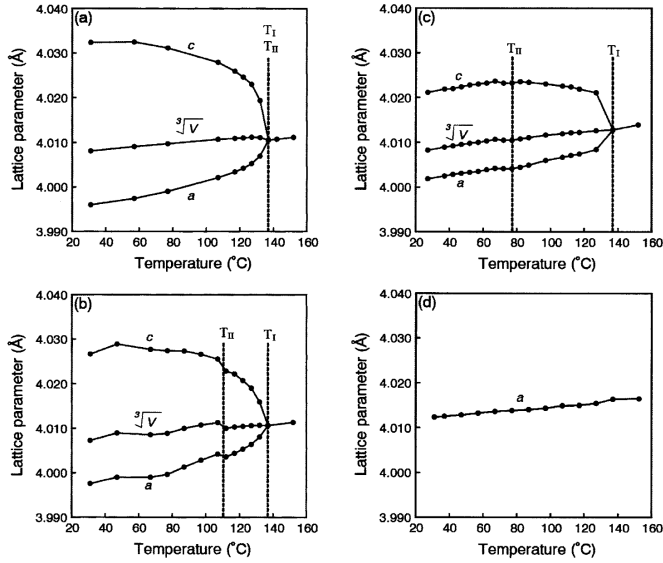 (a)
T_I
T_II
4.040
4.030
4.020
4.010
4.000
3.990
Lattice parameter (Å)
c
³√V
a
20 40 60 80 100 120 140 160
Temperature (°C)
(c)
T_II T_I
4.040
4.030
4.020
4.010
4.000
3.990
Lattice parameter (Å)
c
³√V
a
20 40 60 80 100 120 140 160
Temperature (°C)
(b)
T_II T_I
4.040
4.030
4.020
4.010
4.000
3.990
Lattice parameter (Å)
c
³√V
a
20 40 60 80 100 120 140 160
Temperature (°C)
(d)
4.040
4.030
4.020
4.010
4.000
3.990
Lattice parameter (Å)
a
20 40 60 80 100 120 140 160
Temperature (°C)